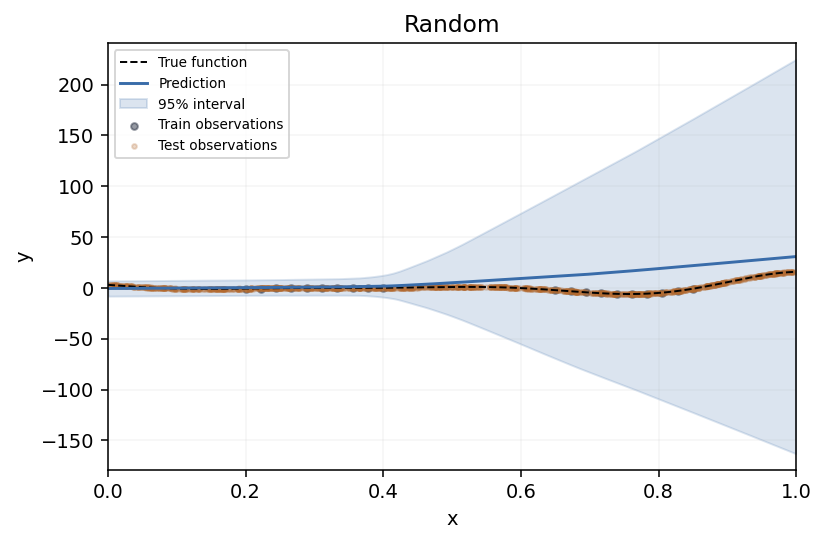 Random
True function
Prediction
95% interval
Train observations
Test observations
y
200
150
100
50
0
−50
−100
−150
0.0 0.2 0.4 0.6 0.8 1.0
x